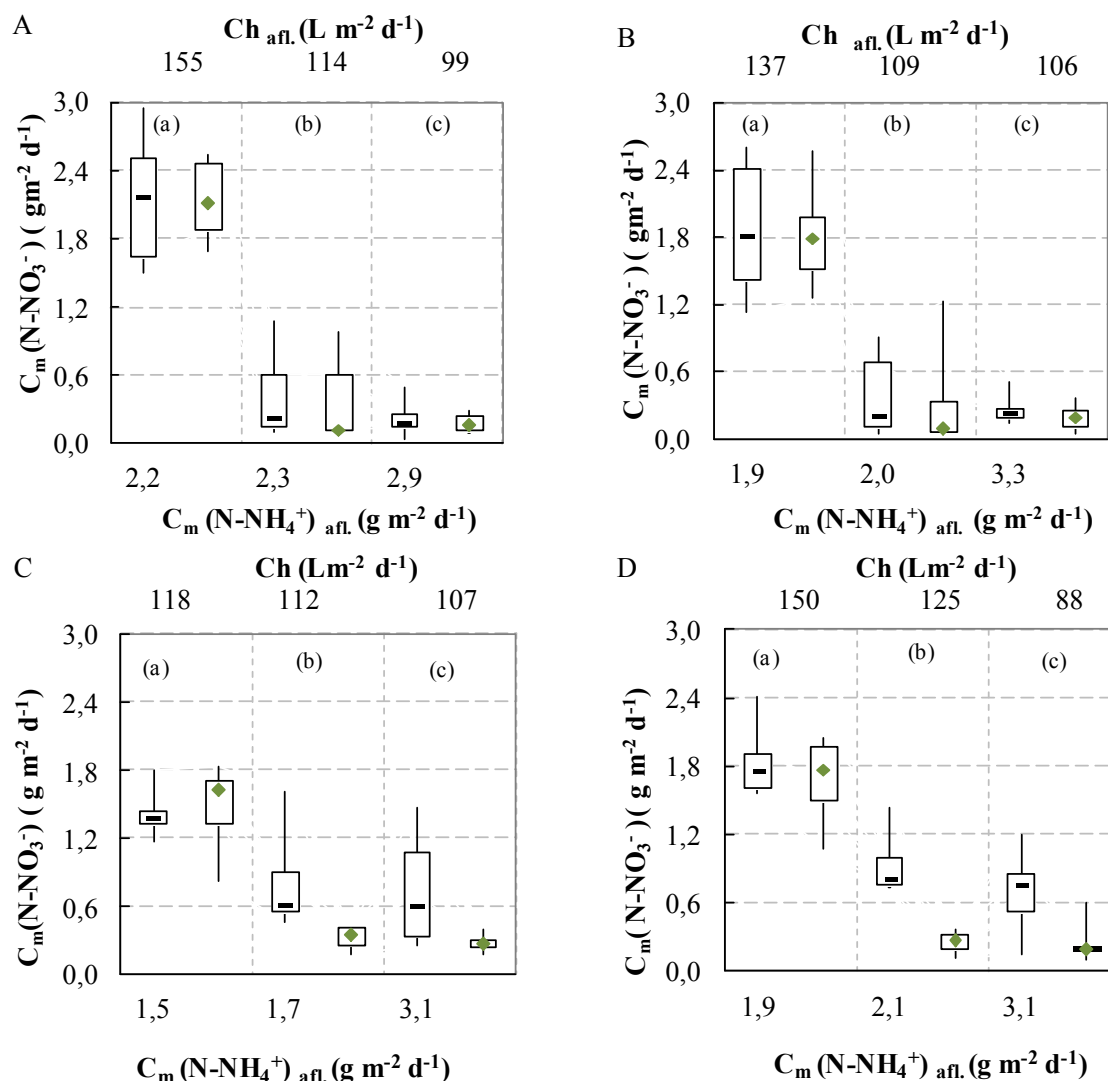 A
Ch afl. (L m-2 d-1)
155 114 99
3,0
2,4
1,8
1,2
0,6
0,0
(a) (b) (c)
Cm (N-NO3-) ( gm-2 d-1)
2,2 2,3 2,9
Cm (N-NH4+) afl. (g m-2 d-1)
B
Ch afl. (L m-2 d-1)
137 109 106
3,0
2,4
1,8
1,2
0,6
0,0
(a) (b) (c)
Cm (N-NO3-) ( gm-2 d-1)
1,9 2,0 3,3
Cm (N-NH4+) afl. (g m-2 d-1)
C
Ch (Lm-2 d-1)
118 112 107
3,0
2,4
1,8
1,2
0,6
0,0
(a) (b) (c)
Cm(N-NO3-) ( g m-2 d-1)
1,5 1,7 3,1
Cm (N-NH4+) afl. (g m-2 d-1)
D
Ch (Lm-2 d-1)
150 125 88
3,0
2,4
1,8
1,2
0,6
0,0
(a) (b) (c)
Cm( N-NO3-) ( g m-2 d-1)
1,9 2,1 3,1
Cm (N-NH4+) afl. (g m-2 d-1)